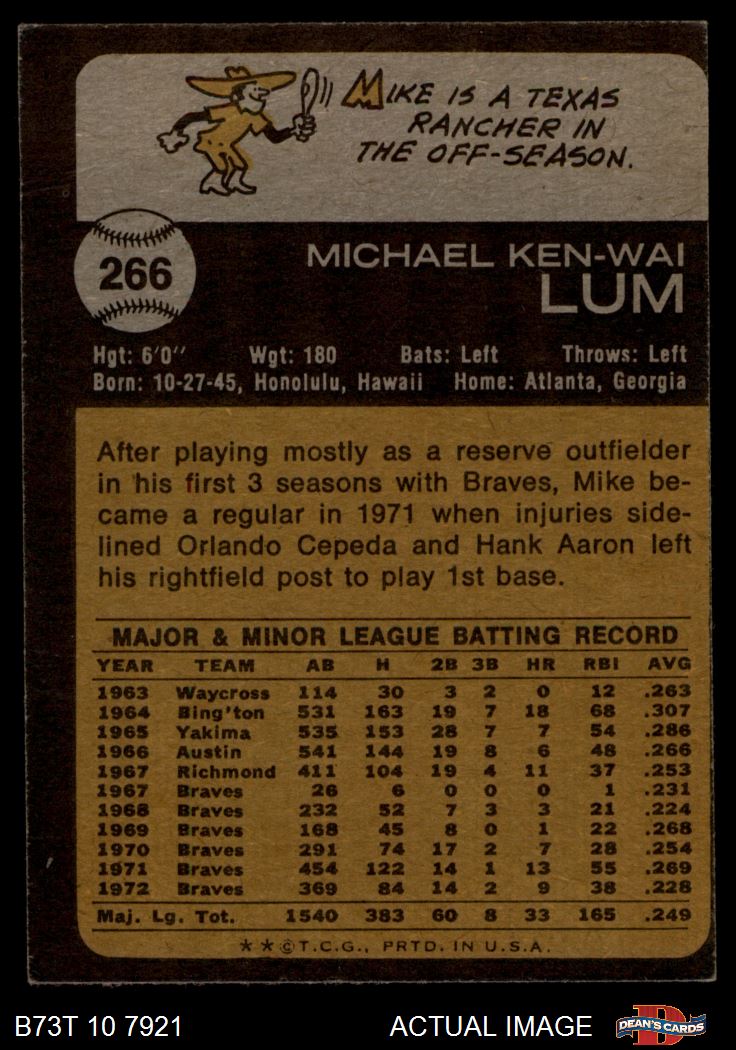 MIKE IS A TEXAS
RANCHER IN
THE OFF-SEASON.
266
MICHAEL KEN-WAI
LUM
Hgt: 6'0" Wgt: 180 Bats: Left Throws: Left
Born: 10-27-45, Honolulu, Hawaii Home: Atlanta, Georgia
After playing mostly as a reserve outfielder
in his first 3 seasons with Braves, Mike be-
came a regular in 1971 when injuries side-
lined Orlando Cepeda and Hank Aaron left
his rightfield post to play 1st base.
MAJOR & MINOR LEAGUE BATTING RECORD
YEAR TEAM AB H 2B 3B HR RBI AVG
1963 Waycross 114 30 3 2 0 12 .263
1964 Bing'ton 531 163 19 7 18 68 .307
1965 Yakima 535 153 28 7 7 54 .286
1966 Austin 541 144 19 8 6 48 .266
1967 Richmond 411 104 19 4 11 37 .253
1967 Braves 26 6 0 0 0 1 .231
1968 Braves 232 52 7 3 3 21 .224
1969 Braves 168 45 8 0 1 22 .268
1970 Braves 291 74 17 2 7 28 .254
1971 Braves 454 122 14 1 13 55 .269
1972 Braves 369 84 14 2 9 38 .228
Maj. Lg. Tot. 1540 383 60 8 33 165 .249
★★©T.C.G., PRTD. IN U.S.A.
B73T 10 7921 ACTUAL IMAGE D DEAN'S CARDS